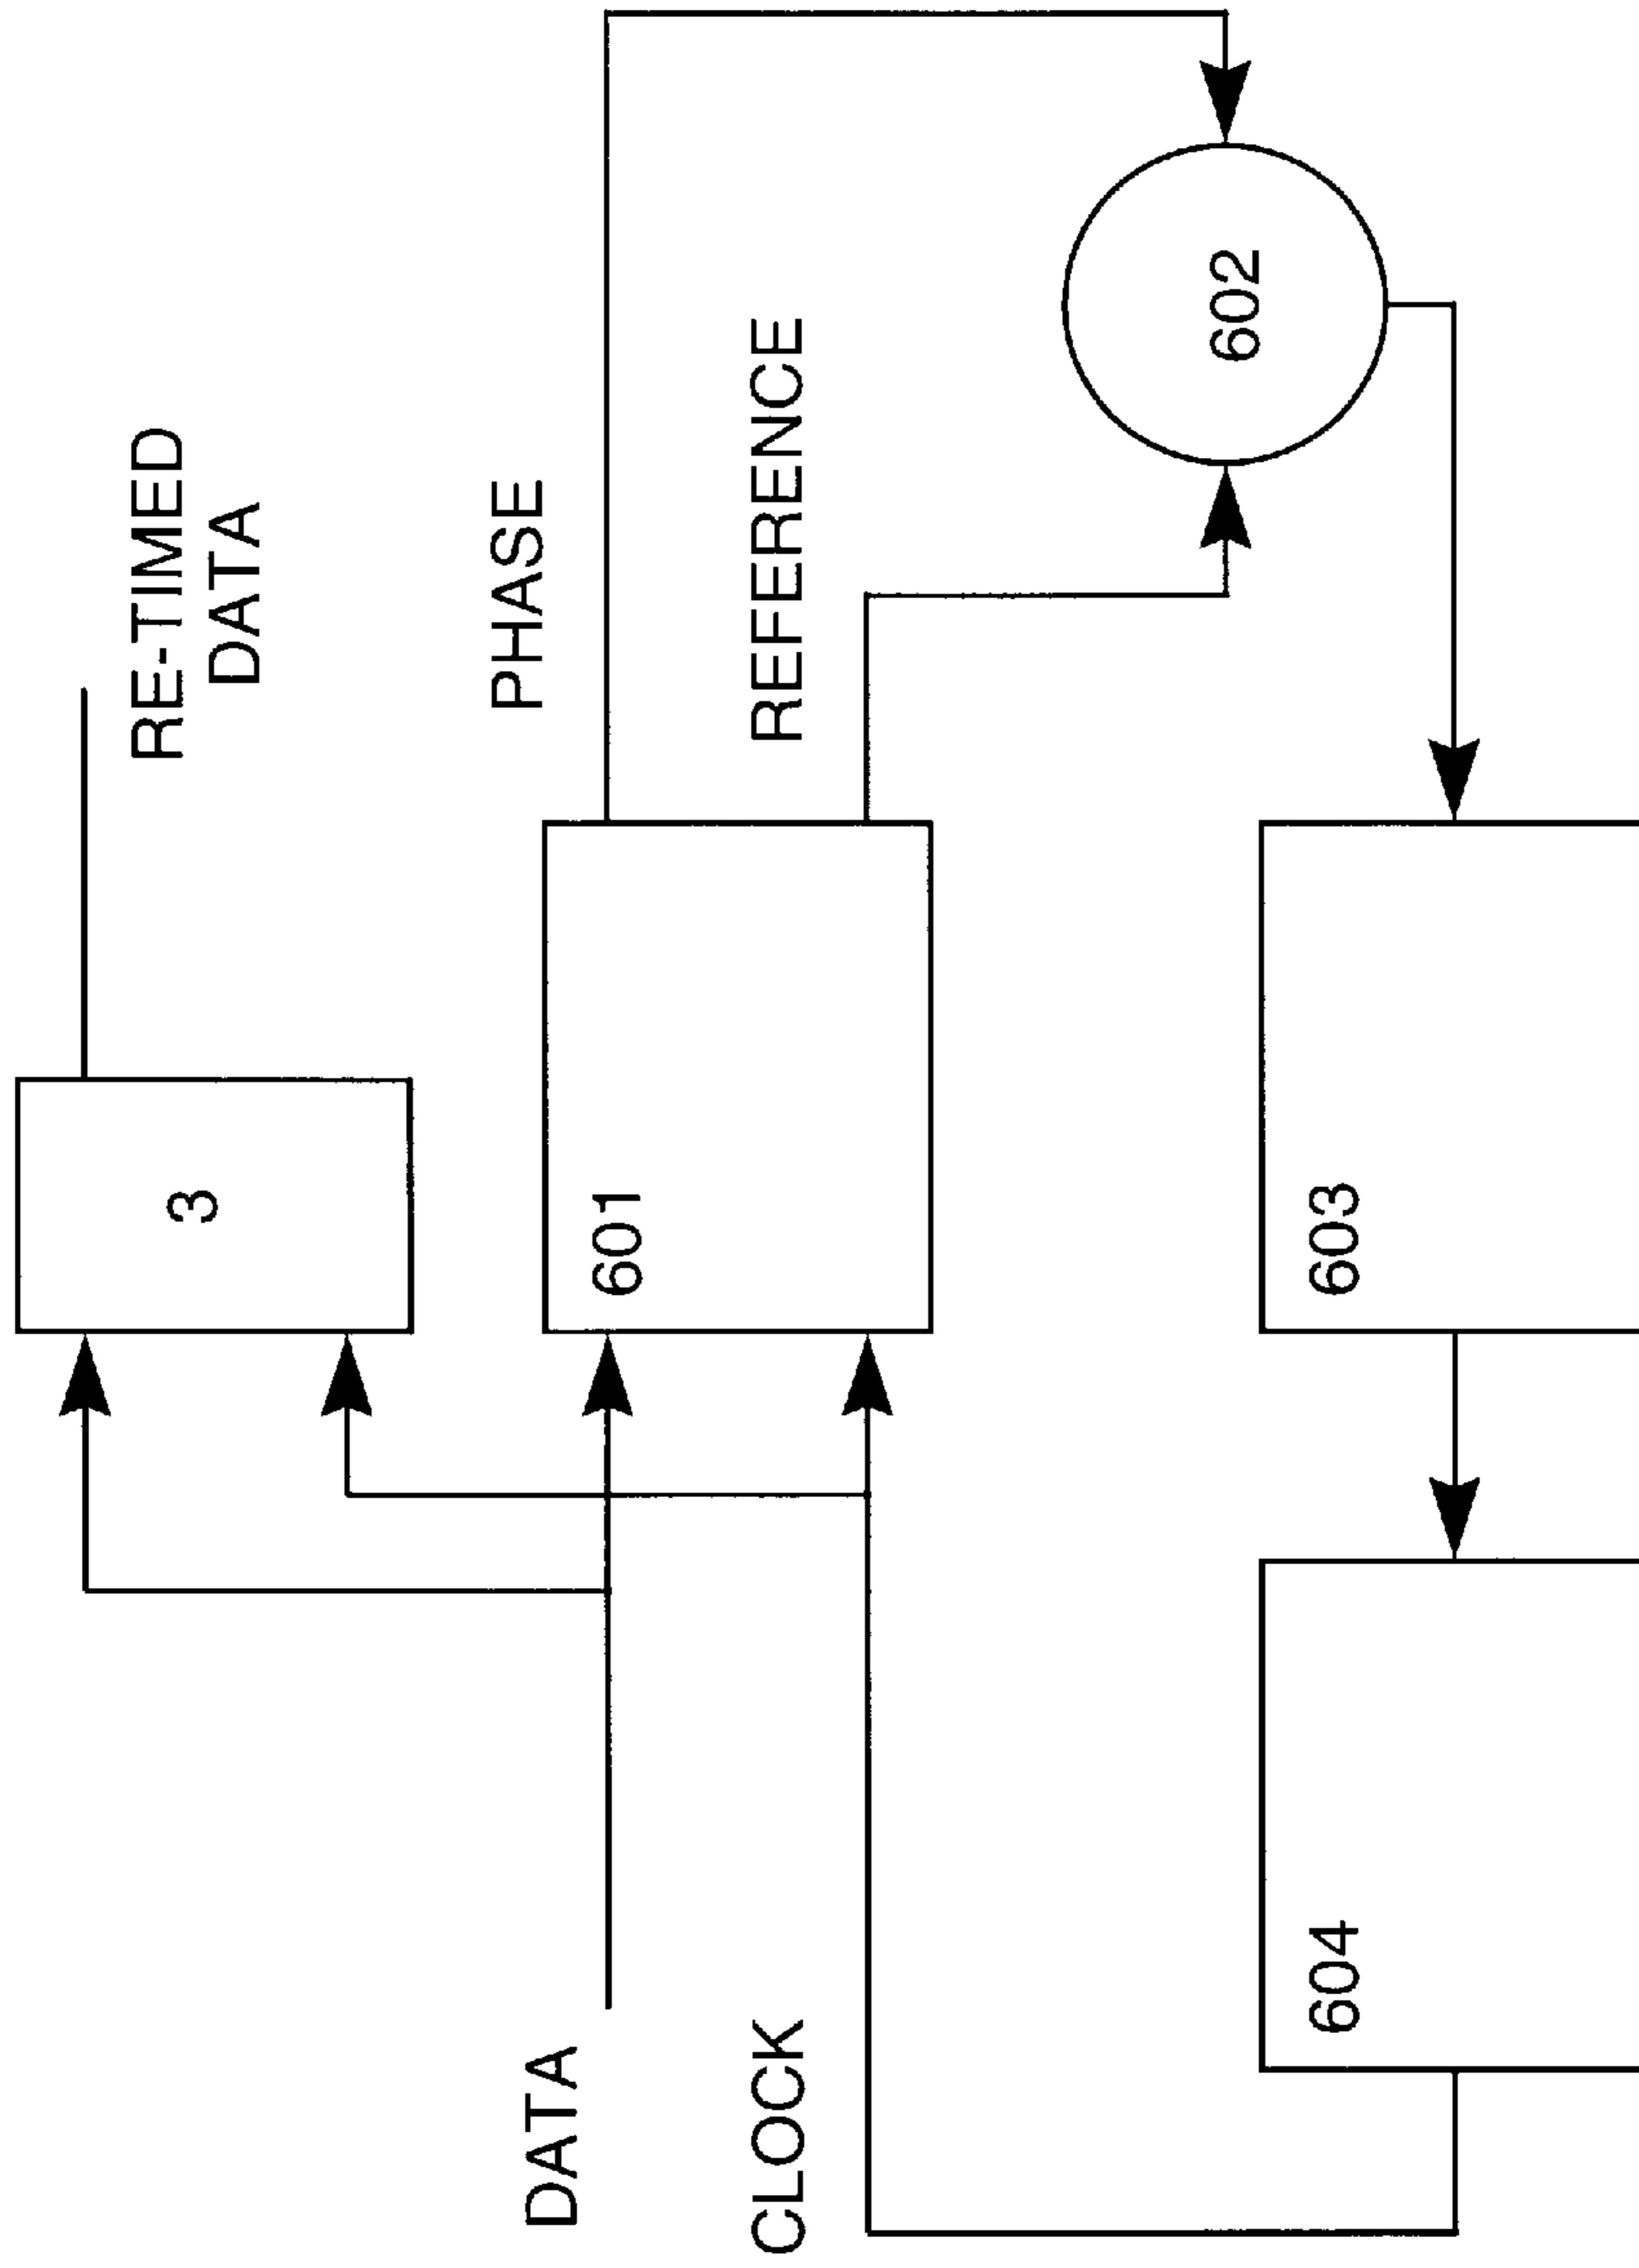 RE-TIMED
DATA
3
PHASE
DATA
601
REFERENCE
CLOCK
602
604
603